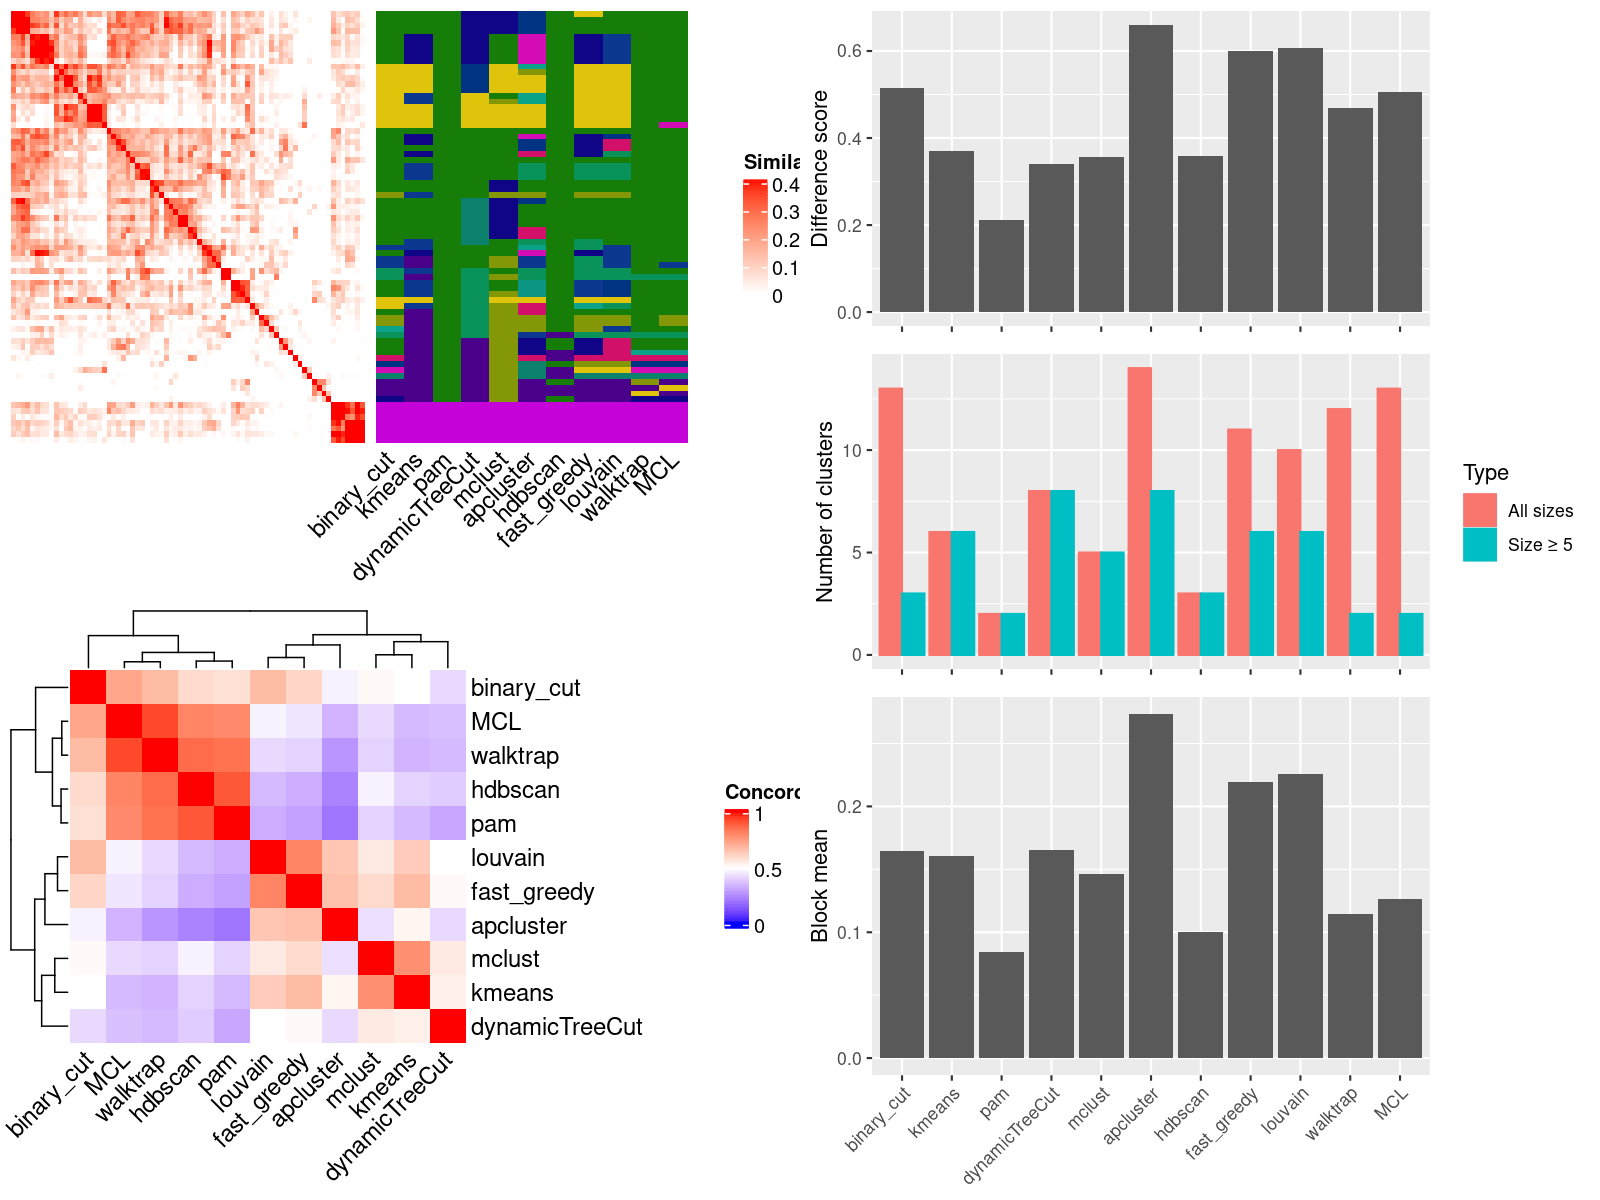 Simila
0.4
0.3
0.2
0.1
0
binary_cut
kmeans
pam
dynamicTreeCut
mclust
apcluster
hdbscan
fast_greedy
louvain
walktrap
MCL
binary_cut
MCL
walktrap
hdbscan
pam
louvain
fast_greedy
apcluster
mclust
kmeans
dynamicTreeCut
binary_cut
MCL
walktrap
hdbscan
pam
louvain
fast_greedy
apcluster
mclust
kmeans
dynamicTreeCut
Concord
1
0.5
0
Difference score
0.6
0.4
0.2
0.0
Number of clusters
10
5
0
Type
All sizes
Size ≥ 5
Block mean
0.2
0.1
0.0
binary_cut
kmeans
pam
dynamicTreeCut
mclust
apcluster
hdbscan
fast_greedy
louvain
walktrap
MCL